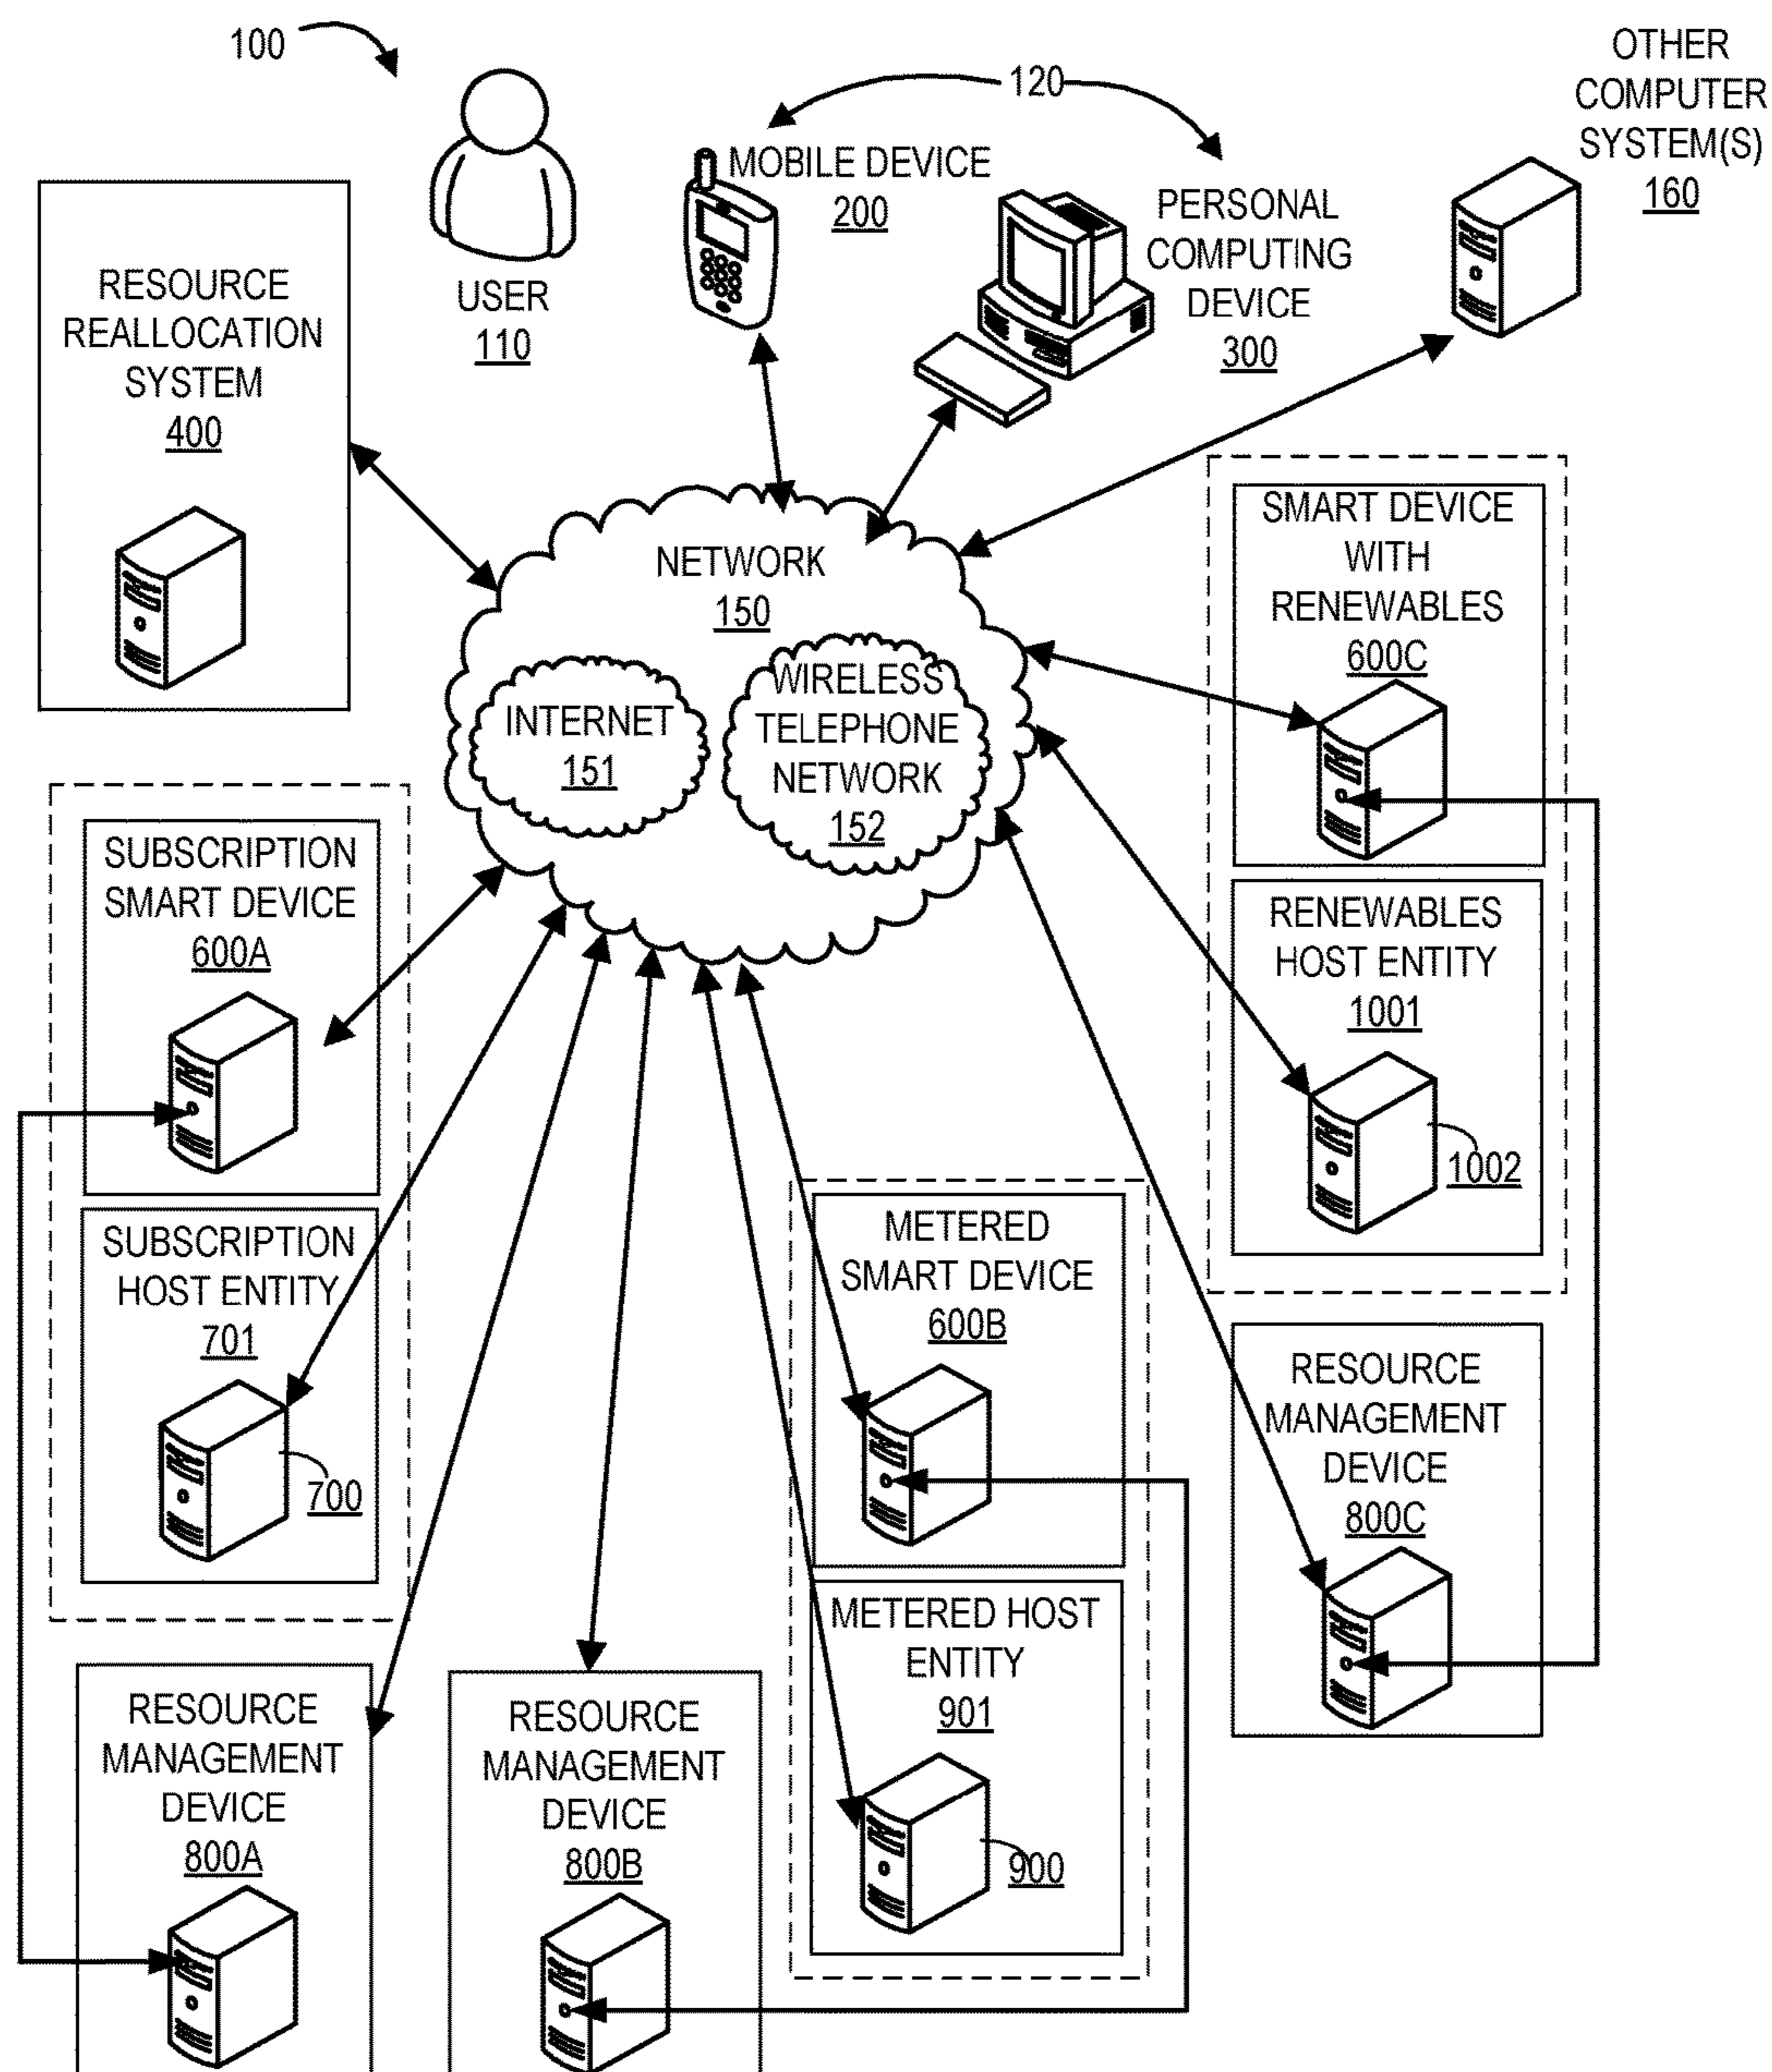 100
USER
110
120
MOBILE DEVICE
200
PERSONAL
COMPUTING
DEVICE
300
OTHER
COMPUTER
SYSTEM(S)
160
RESOURCE
REALLOCATION
SYSTEM
400
NETWORK
150
INTERNET
151
WIRELESS
TELEPHONE
NETWORK
152
SMART DEVICE
WITH
RENEWABLES
600C
RENEWABLES
HOST ENTITY
1001
1002
SUBSCRIPTION
SMART DEVICE
600A
SUBSCRIPTION
HOST ENTITY
701
700
METERED
SMART DEVICE
600B
METERED HOST
ENTITY
901
900
RESOURCE
MANAGEMENT
DEVICE
800C
RESOURCE
MANAGEMENT
DEVICE
800A
RESOURCE
MANAGEMENT
DEVICE
800B